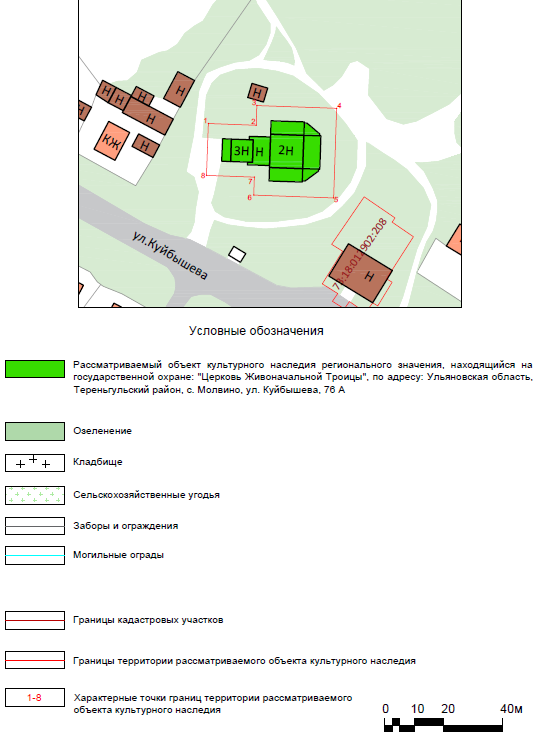 Н
Н
Н
Н
Н
Н
КЖ
Н
Н
3
4
1
2
3Н
Н
2Н
8
7
6
5
ул.Куйбышева
Н
Условные обозначения
Рассматриваемый объект культурного наследия регионального значения, находящийся на
государственной охране: "Церковь Живоначальной Троицы", по адресу: Ульяновская область,
Тереньгульский район, с. Молвино, ул. Куйбышева, 76 А
Озеленение
Кладбище
Сельскохозяйственные угодья
Заборы и ограждения
Могильные ограды
Границы кадастровых участков
Границы территории рассматриваемого объекта культурного наследия
1-8
Характерные точки границ территории рассматриваемого
объекта культурного наследия
0 10 20 40м